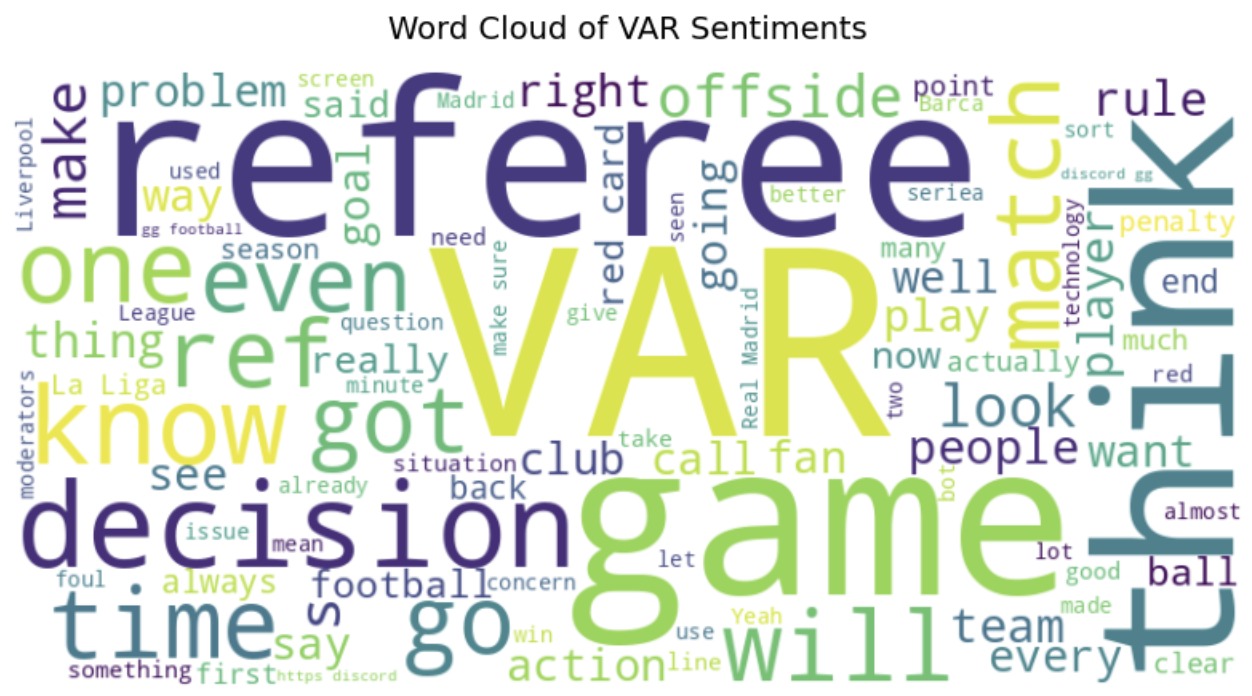 Word Cloud of VAR Sentiments
problem
screen
said
Madrid
right
offside
point
Barca
rule
make
referee
match
sort
Liverpool
used
way
goal
red card
going
seen
better
seriea
discord gg
think
gg football
need
season
one
even
VAR
make sure
many
well
technology
player
penalty
end
League
question
give
Real Madrid
play
thing
ref
really
minute
now
actually
much
La Liga
red
moderators
know
got
two
look
take
people
want
situation
club
call
fan
see
already
back
bot
decision
game
almost
issue
mean
let
lot
foul
always
football
concern
good
ball
time
s
go
win
Yeah
use
will
team
made
say
action
line
every
clear
something
first
https discord